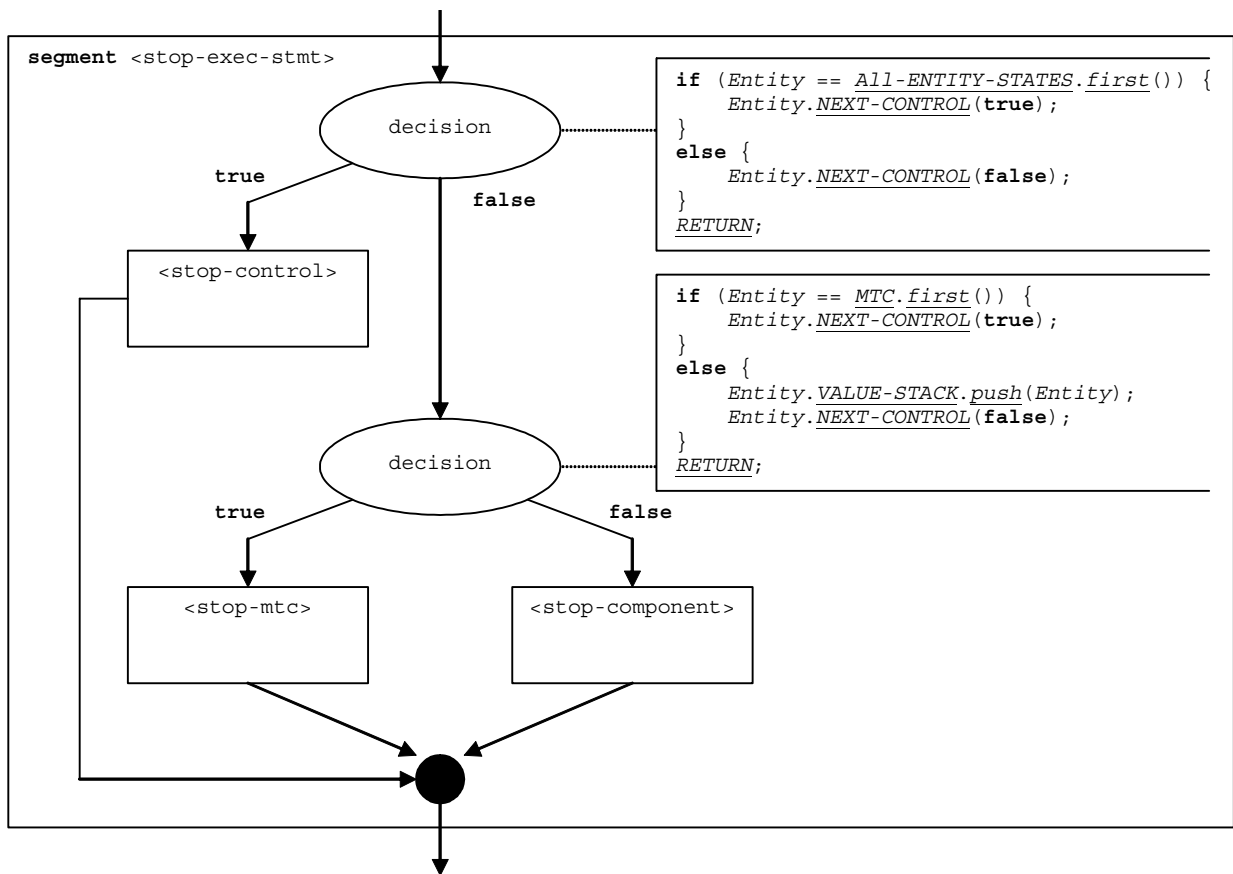 segment <stop-exec-stmt>
decision
if (Entity == All-ENTITY-STATES.first()) {
    Entity.NEXT-CONTROL(true);
}
else {
    Entity.NEXT-CONTROL(false);
}
RETURN;
true
false
<stop-control>
if (Entity == MTC.first()) {
    Entity.NEXT-CONTROL(true);
}
else {
    Entity.VALUE-STACK.push(Entity);
    Entity.NEXT-CONTROL(false);
}
RETURN;
decision
true
false
<stop-mtc>
<stop-component>